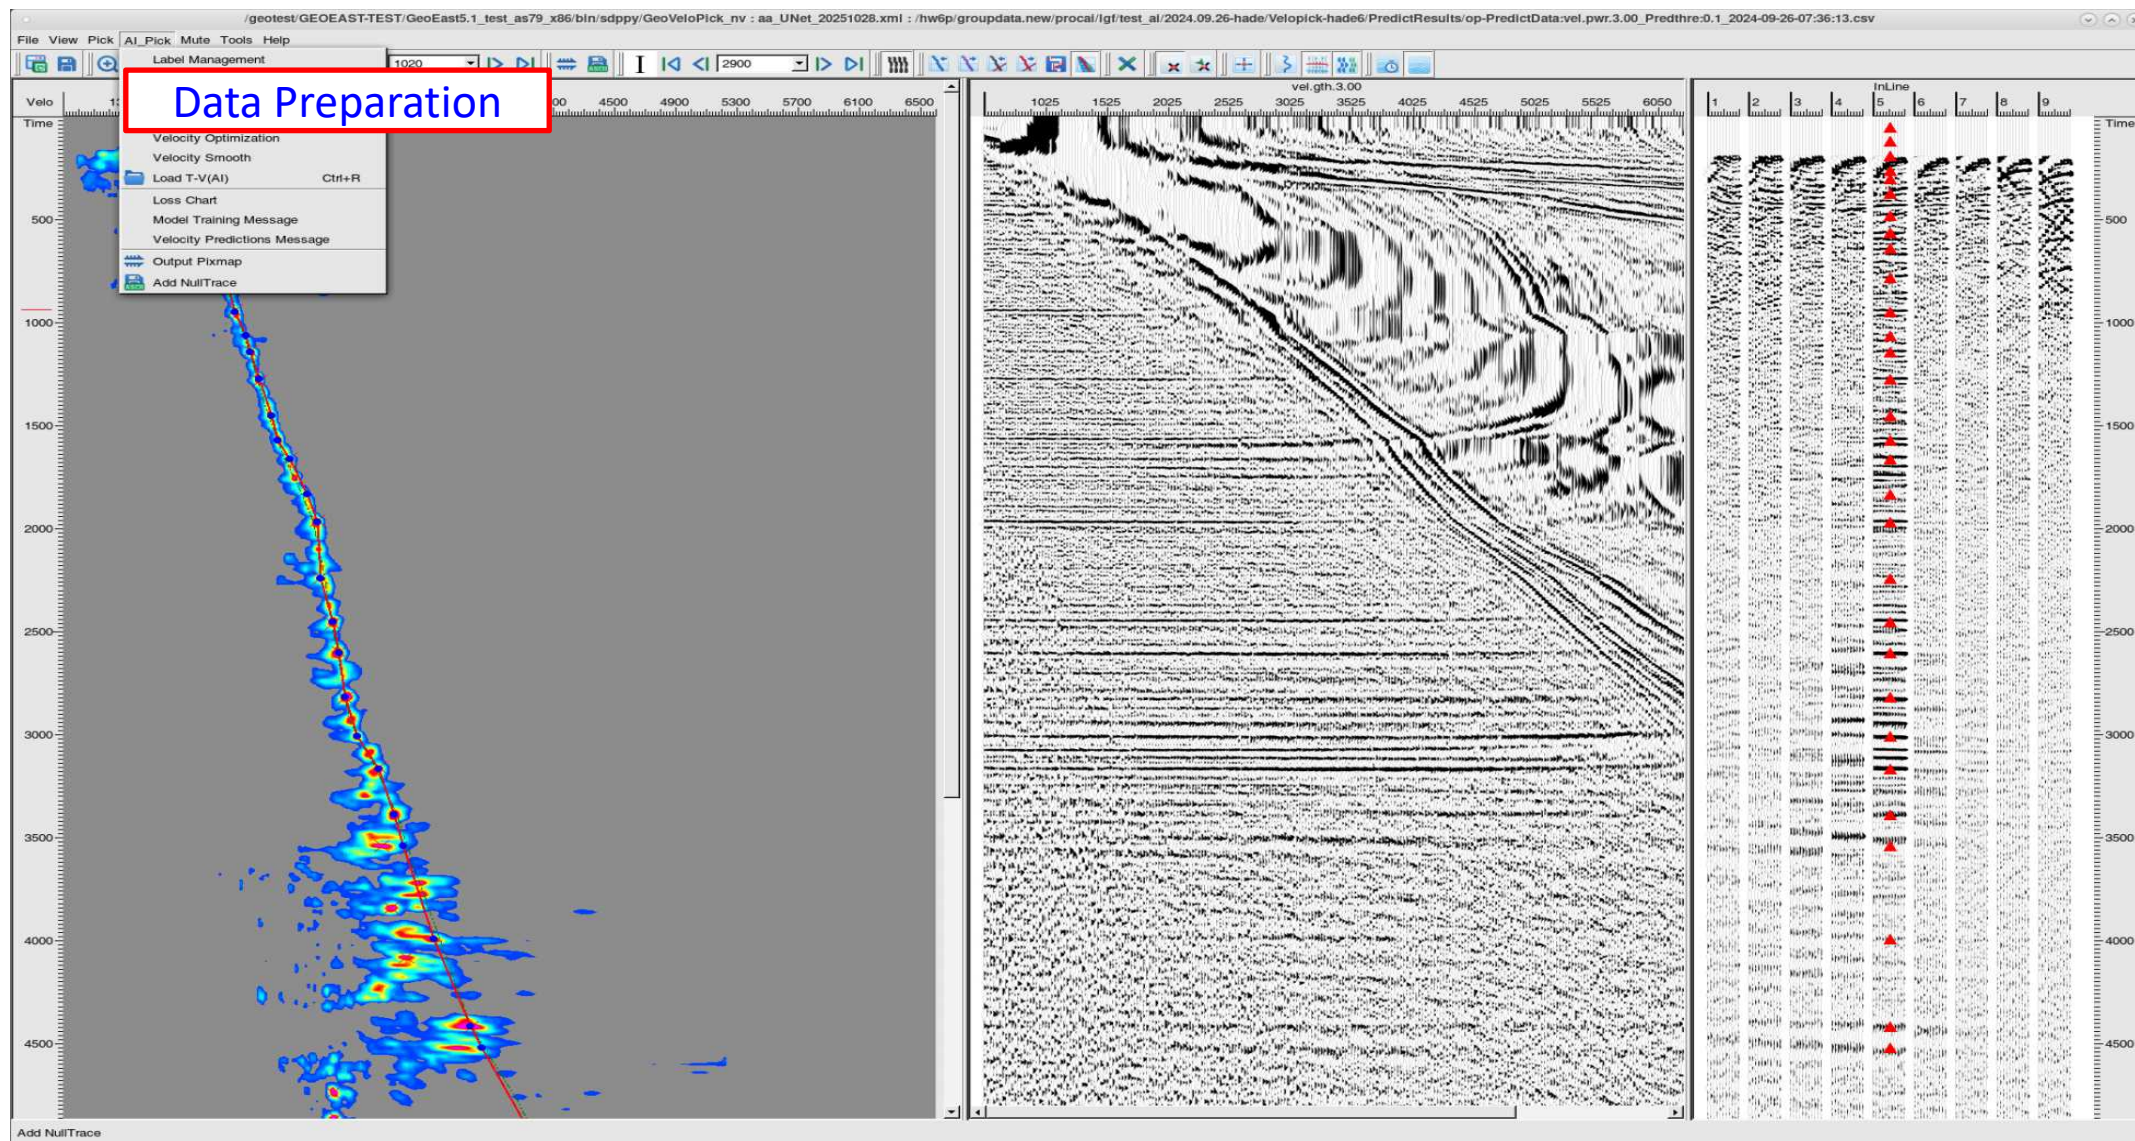 /geotest/GEOEAST-TEST/GeoEast5.1_test_as79_x86/bin/sdppy/GeoVeloPick_nv : aa_UNet_20251028.xml : /hw6p/groupdata.new/procai/lgf/test_ai/2024.09.26-hade/Velopick-hade6/PredictResults/op-PredictData:vel.pwr.3.00_Predthre:0.1_2024-09-26-07:36:13.csv
File View Pick AI_Pick Mute Tools Help
Label Management
1020
2900
Data Preparation
Velocity Optimization
Velocity Smooth
Load T-V(AI) Ctrl+R
Loss Chart
Model Training Message
Velocity Predictions Message
Output Pixmap
Add NullTrace
Velo 4500 4900 5300 5700 6100 6500
Time
500
1000
1500
2000
2500
3000
3500
4000
4500
vel.gth.3.00
1025 1525 2025 2525 3025 3525 4025 4525 5025 5525 6050
InLine
1 2 3 4 5 6 7 8 9
Time
500
1000
1500
2000
2500
3000
3500
4000
4500
Add NullTrace